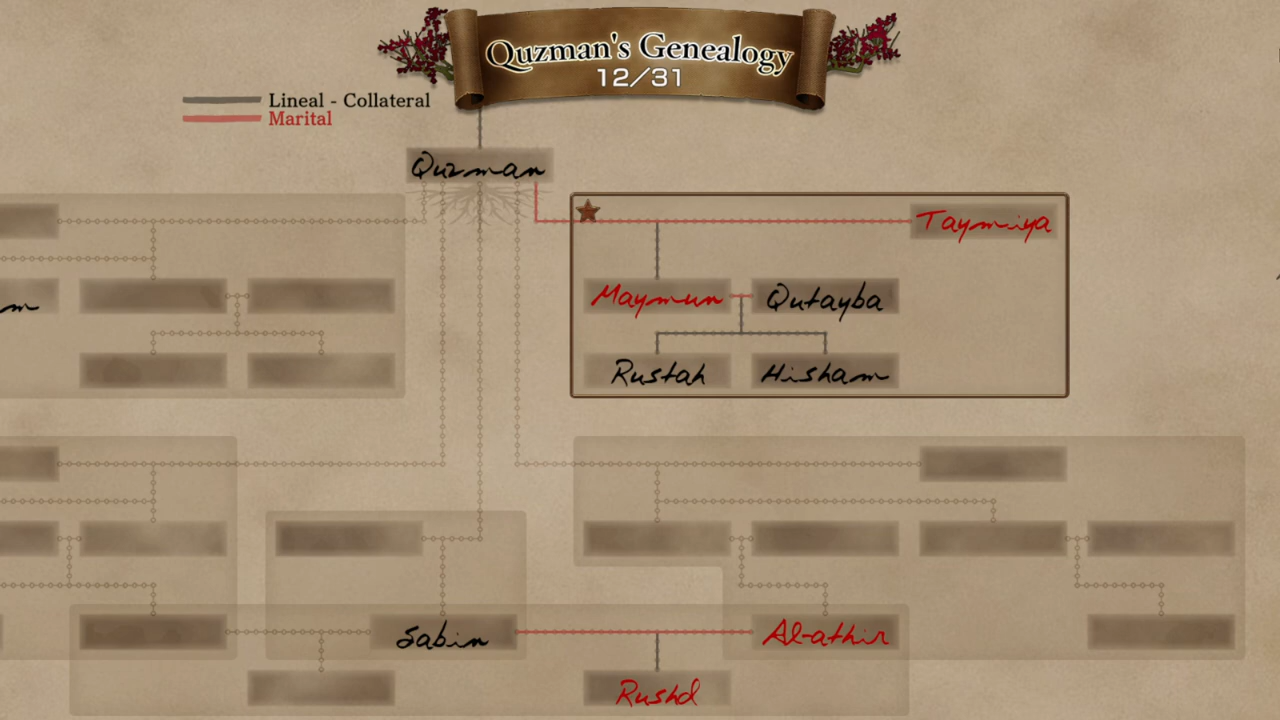 Quzman's Genealogy
12/31
Lineal - Collateral
Marital
Quzman
Taymiya
Maymun
Qutayba
m
Rustah
Hisham
Sabin
Al-athir
Rushd